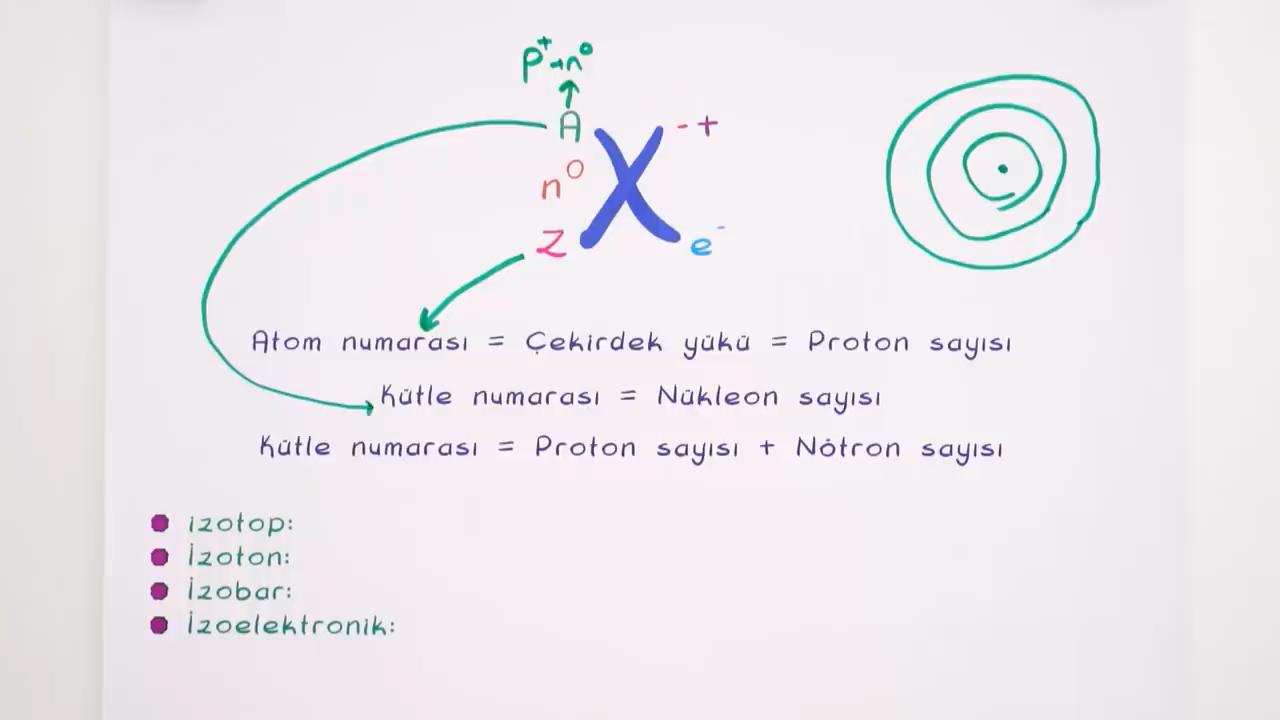 p⁺+n⁰
A X - +
n⁰
Z e⁻
Atom numarası = Çekirdek yükü = Proton sayısı
Kütle numarası = Nükleon sayısı
Kütle numarası = Proton sayısı + Nötron sayısı
izotop:
İzoton:
İzobar:
İzoelektronik: